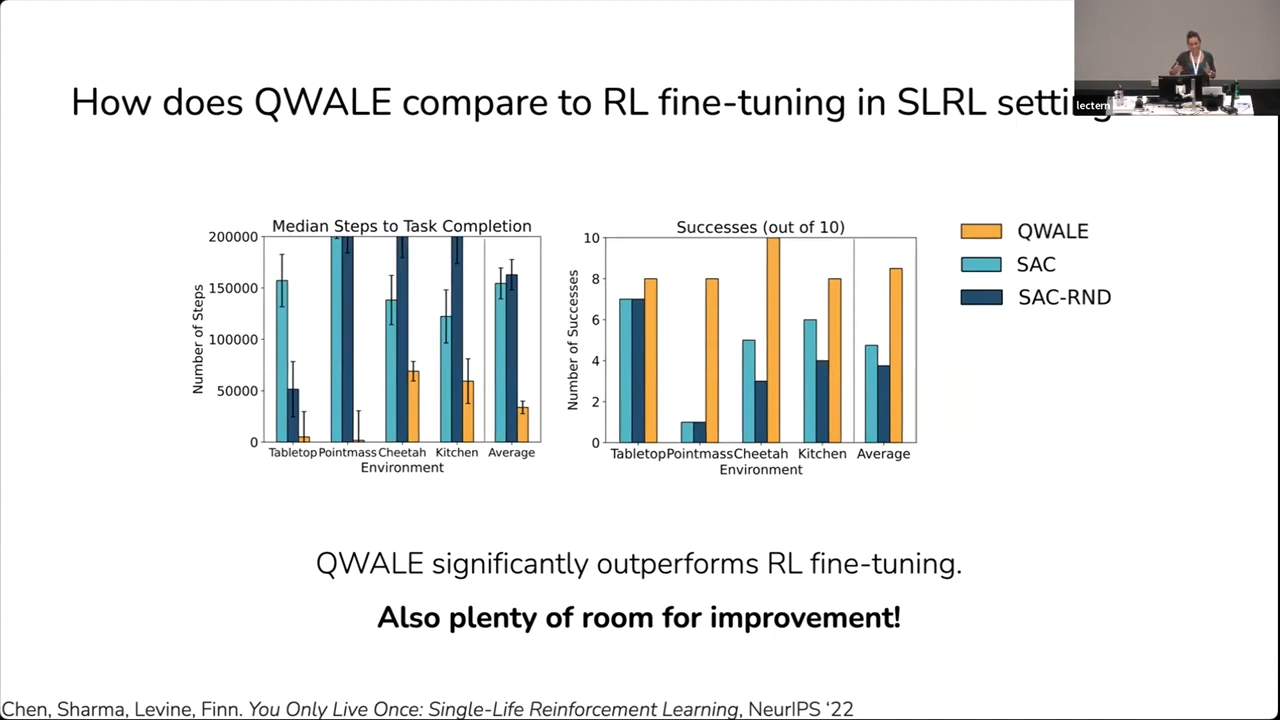 How does QWALE compare to RL fine-tuning in SLRL setting
lectern
Median Steps to Task Completion
200000
150000
100000
50000
0
Number of Steps
Tabletop Pointmass Cheetah Kitchen Average
Environment
Successes (out of 10)
10
8
6
4
2
0
Number of Successes
Tabletop Pointmass Cheetah Kitchen Average
Environment
QWALE
SAC
SAC-RND
QWALE significantly outperforms RL fine-tuning.
Also plenty of room for improvement!
Chen, Sharma, Levine, Finn. You Only Live Once: Single-Life Reinforcement Learning, NeurIPS ‘22